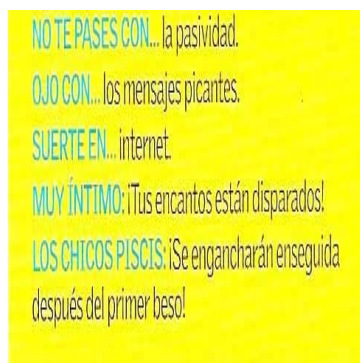 NO TE PASES CON... la pasividad.
OJO CON... los mensajes picantes.
SUERTE EN... internet.
MUY ÍNTIMO: ¡Tus encantos están disparados!
LOS CHICOS PISCIS: ¡Se engancharán enseguida
después del primer beso!